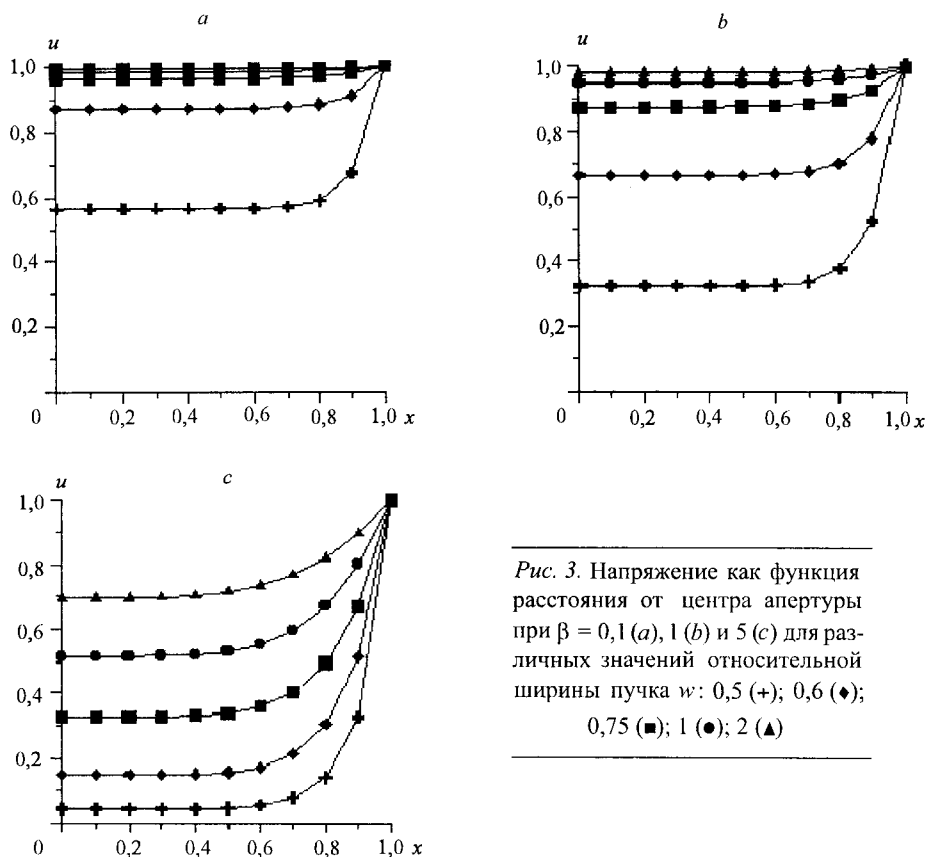 a
u
1,0
0,8
0,6
0,4
0,2
0 0,2 0,4 0,6 0,8 1,0 x
b
u
1,0
0,8
0,6
0,4
0,2
0 0,2 0,4 0,6 0,8 1,0 x
c
u
1,0
0,8
0,6
0,4
0,2
0 0,2 0,4 0,6 0,8 1,0 x
Рис. 3. Напряжение как функция
расстояния от центра апертуры
при β = 0,1 (a), 1 (b) и 5 (c) для раз-
личных значений относительной
ширины пучка w: 0,5 (+); 0,6 (♦);
0,75 (■); 1 (●); 2 (▲)